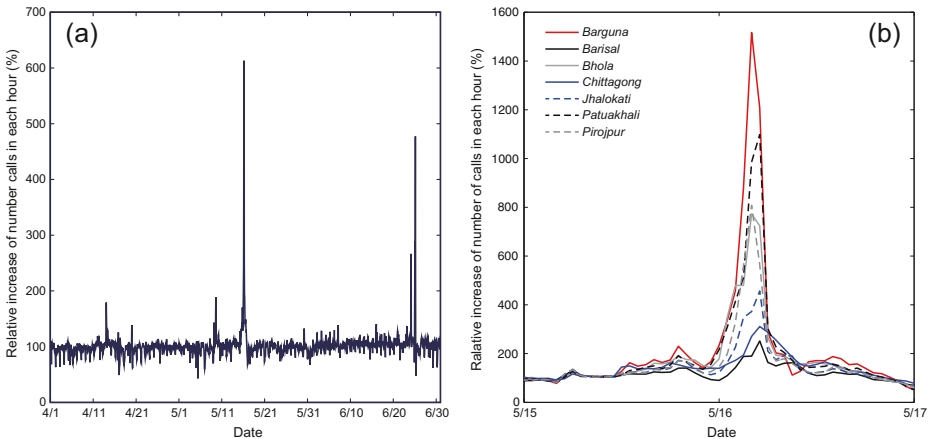 (a)
Relative increase of number calls in each hour (%)
700
600
500
400
300
200
100
0
4/1 4/11 4/21 5/1 5/11 5/21 5/31 6/10 6/20 6/30
Date
(b)
Ralative increase of number of calls in each hour (%)
1600
1400
1200
1000
800
600
400
200
0
Barguna
Barisal
Bhola
Chittagong
Jhalokati
Patuakhali
Pirojpur
5/15 5/16 5/17
Date